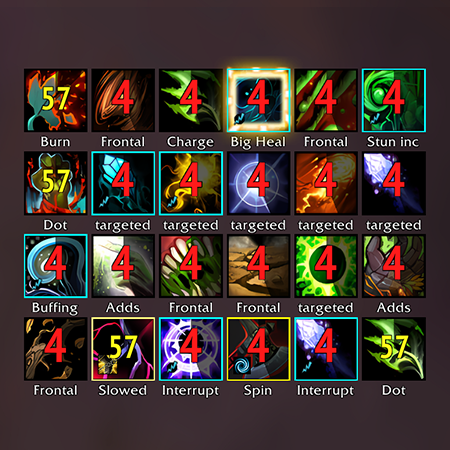 57 4 4 4 4 4
Burn Frontal Charge Big Heal Frontal Stun inc
57 4 4 4 4 4
Dot targeted targeted targeted targeted targeted
4 4 4 4 4 4
Buffing Adds Frontal Frontal targeted Adds
4 57 4 4 4 57
Frontal Slowed Interrupt Spin Interrupt Dot